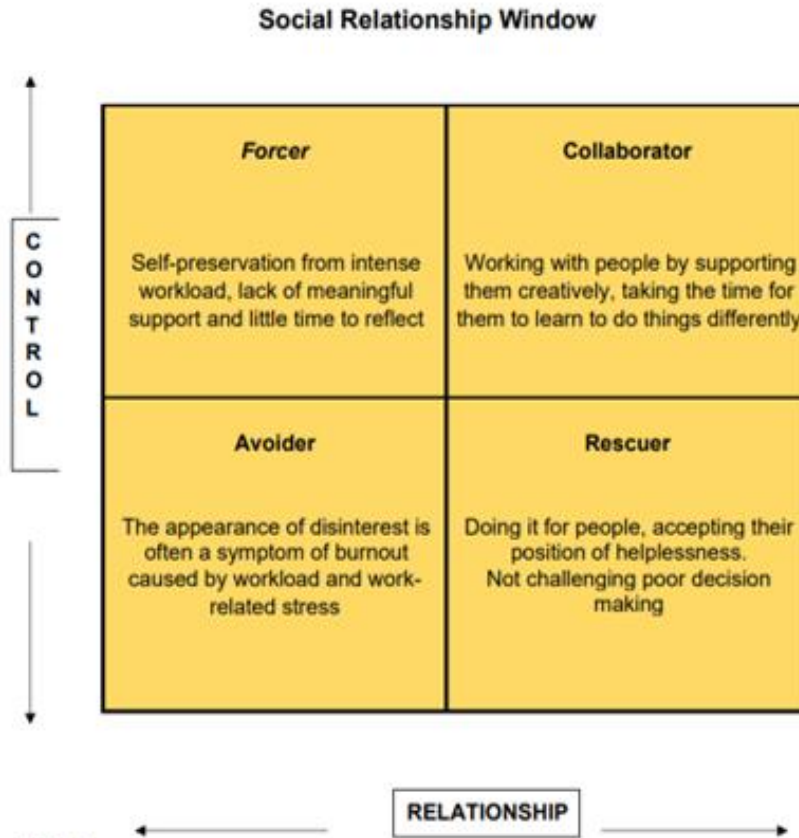 Social Relationship Window
Forcer
Self-preservation from intense
workload, lack of meaningful
support and little time to reflect
Collaborator
Working with people by supporting
them creatively, taking the time for
them to learn to do things differently
CONTROL
Avoider
The appearance of disinterest is
often a symptom of burnout
caused by workload and work-
related stress
Rescuer
Doing it for people, accepting their
position of helplessness.
Not challenging poor decision
making
RELATIONSHIP